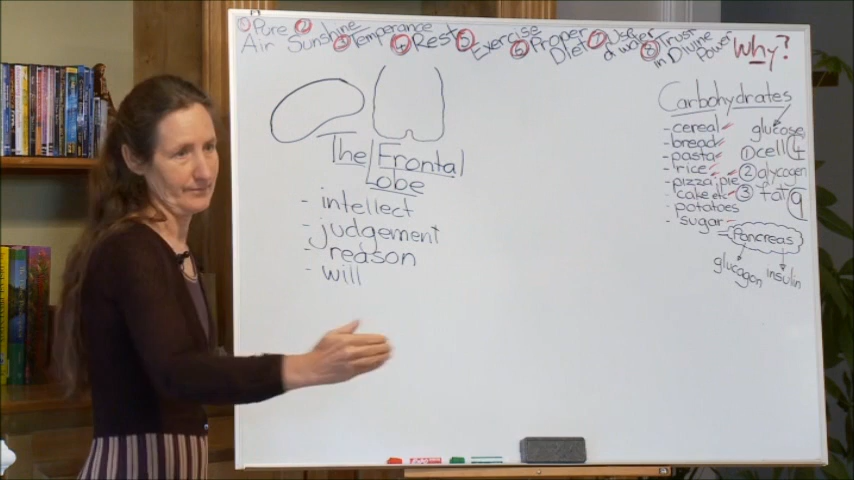 ① Pure Air ② Sunshine ③ Temperance ④ Rest ⑤ Exercise ⑥ Proper Diet ⑦ of wa ⑧ Trust in Divine Power
Why?
The Frontal
Lobe
- intellect
- judgement
- reason
- will
Carbohydrates
- cereal
- bread
- pasta
- rice
- pizza, pie
cake etc
- potatoes
- sugar
glucose
① cell 4
② glycogen
③ fat 9
Pancreas
glucagon
insulin